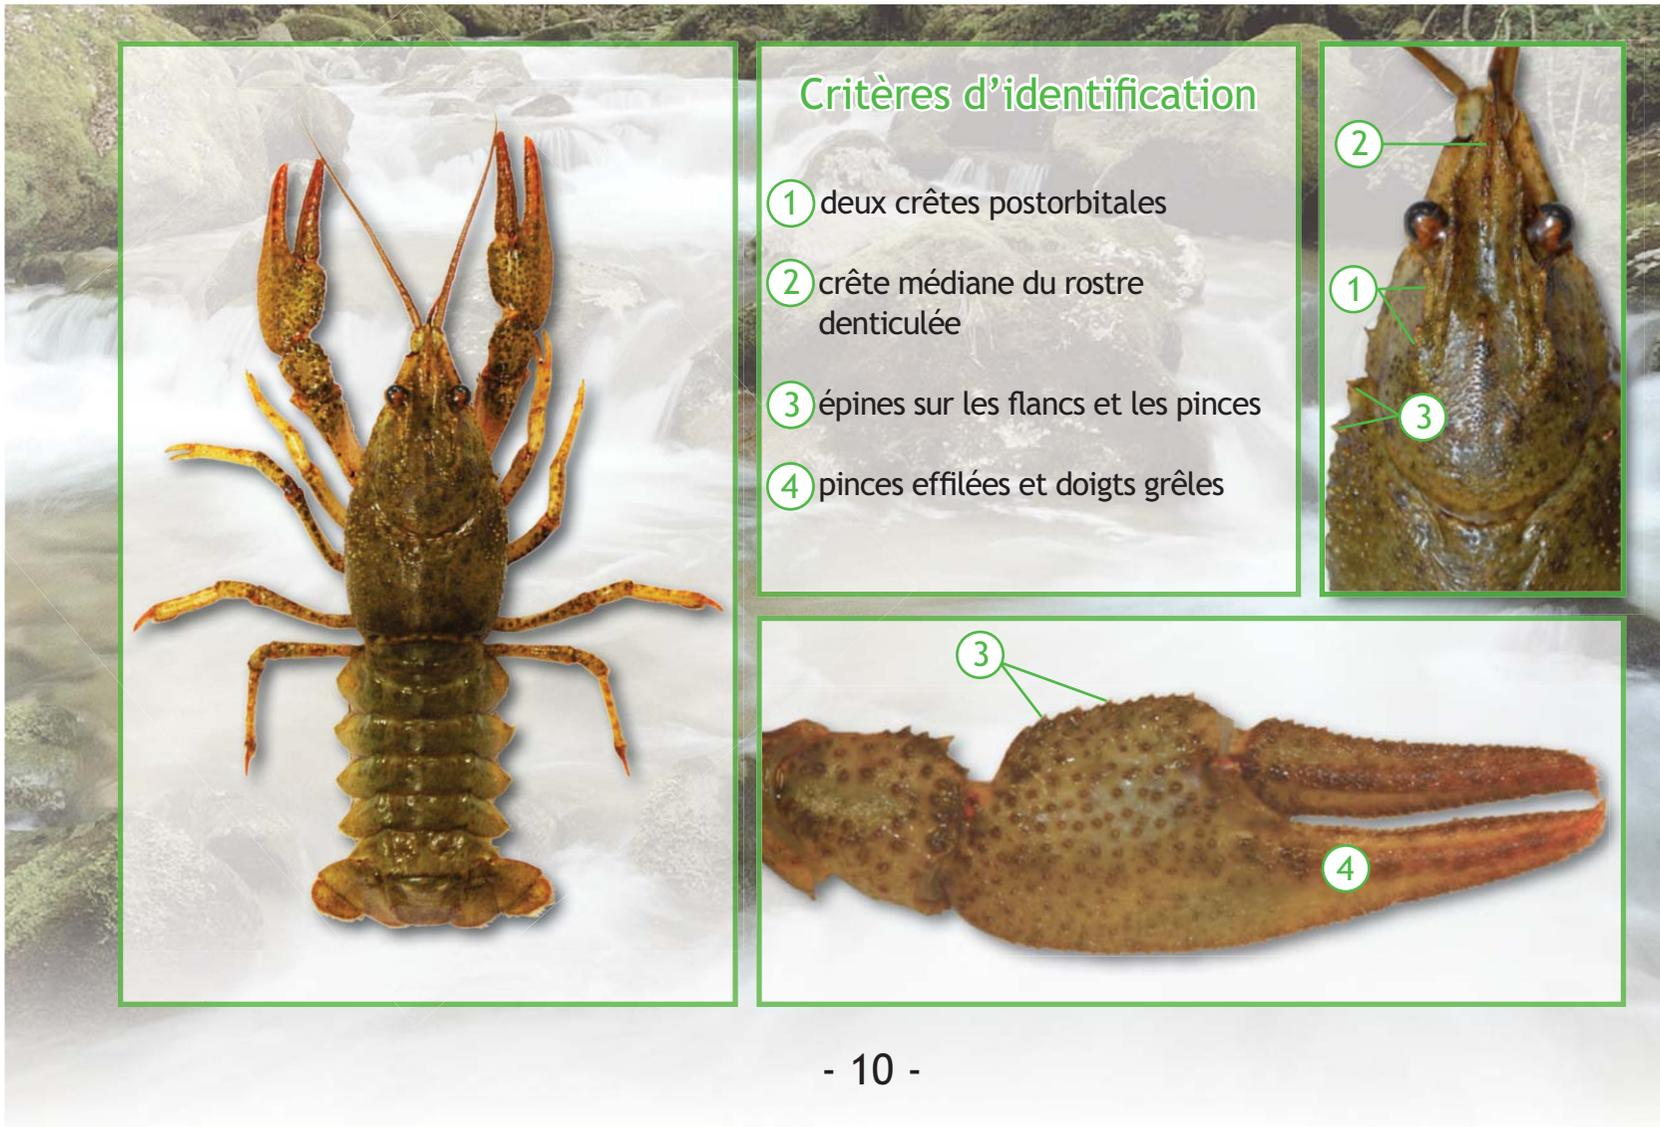 Critères d’identification
1 deux crêtes postorbitales
2 crête médiane du rostre
denticulée
3 épines sur les flancs et les pinces
4 pinces effilées et doigts grêles
2
1
3
3
4
- 10 -